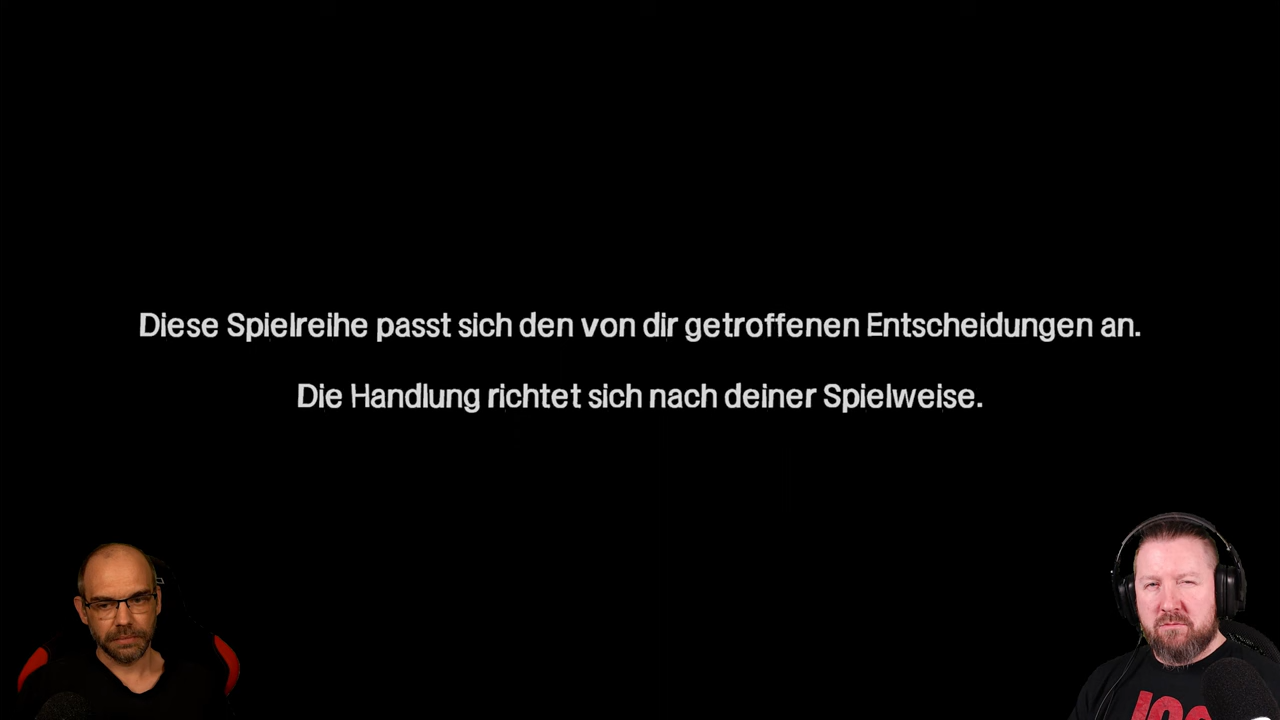 Diese Spielreihe passt sich den von dir getroffenen Entscheidungen an.
Die Handlung richtet sich nach deiner Spielweise.